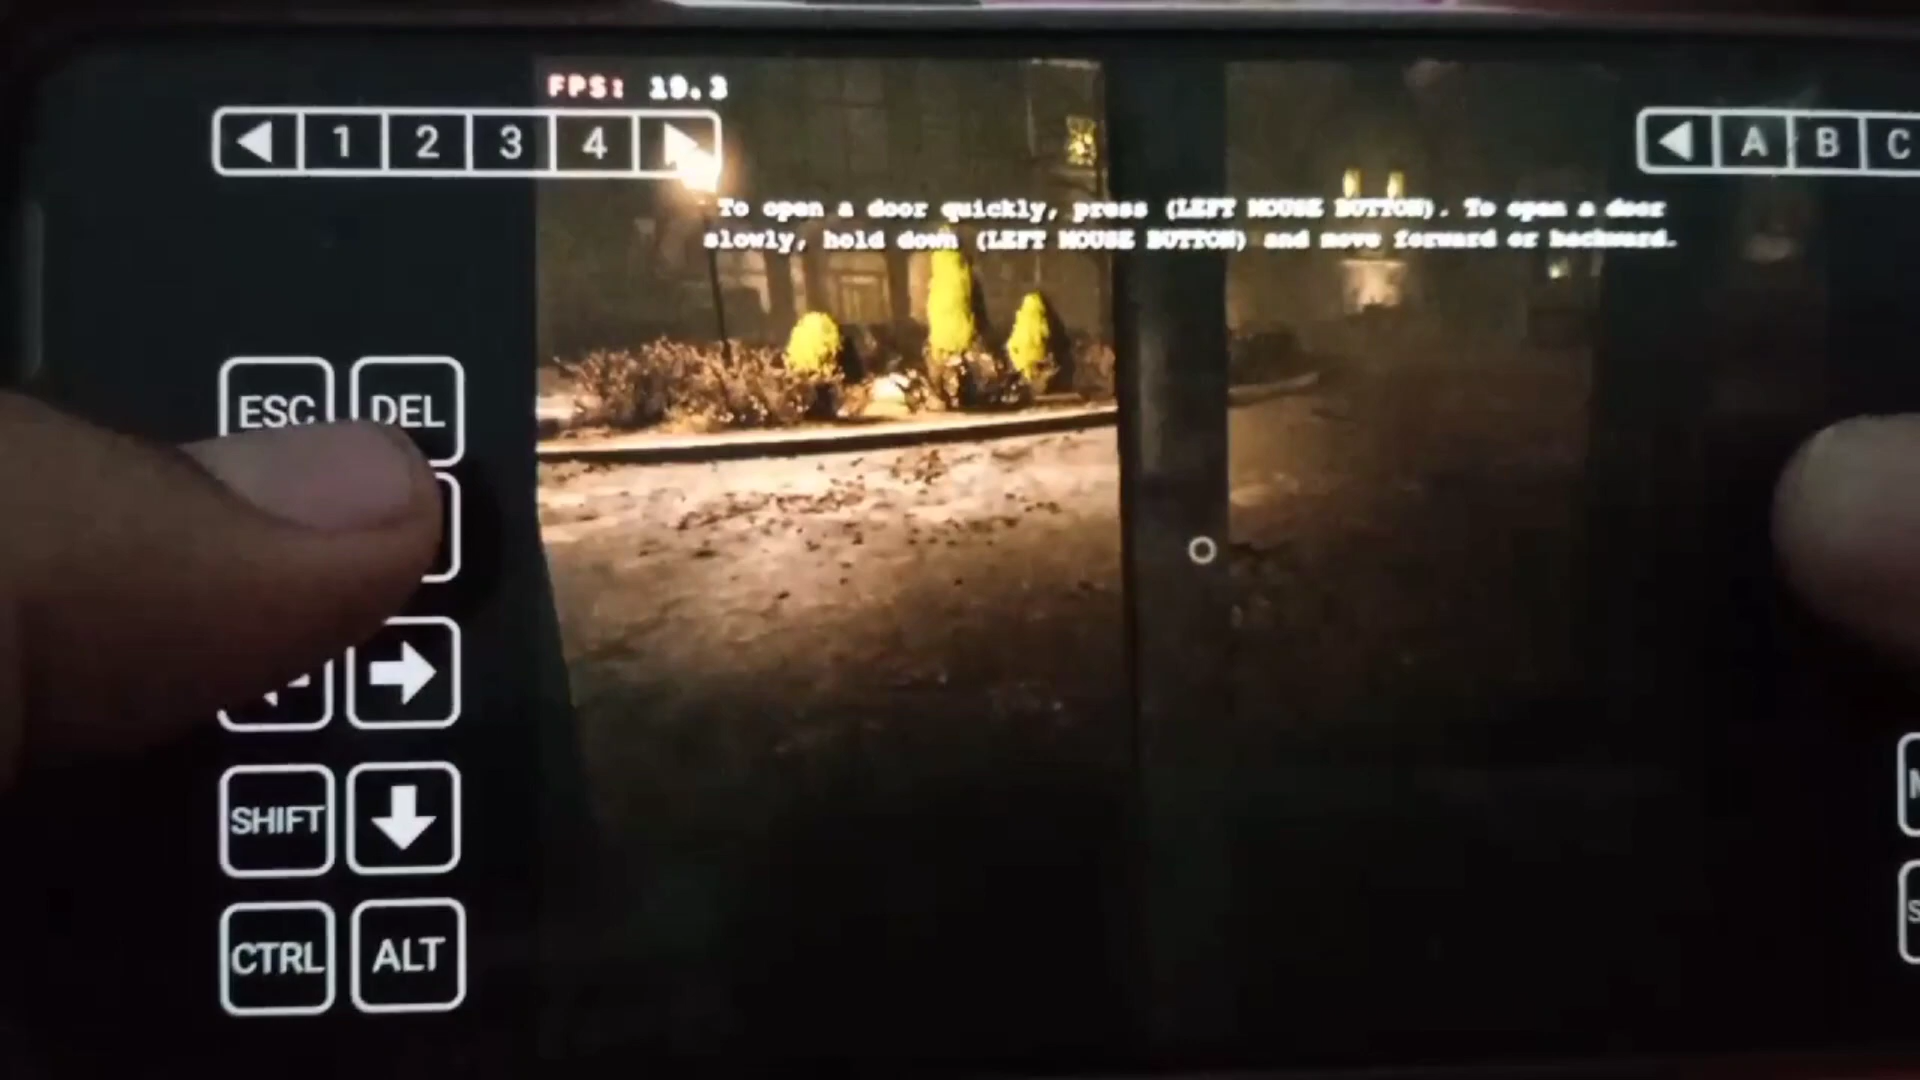 FPS: 19.3
1 2 3 4
A B C
To open a door quickly, press (LEFT MOUSE BUTTON). To open a door
slowly, hold down (LEFT MOUSE BUTTON) and move forward or backward.
ESC DEL
SHIFT
CTRL ALT